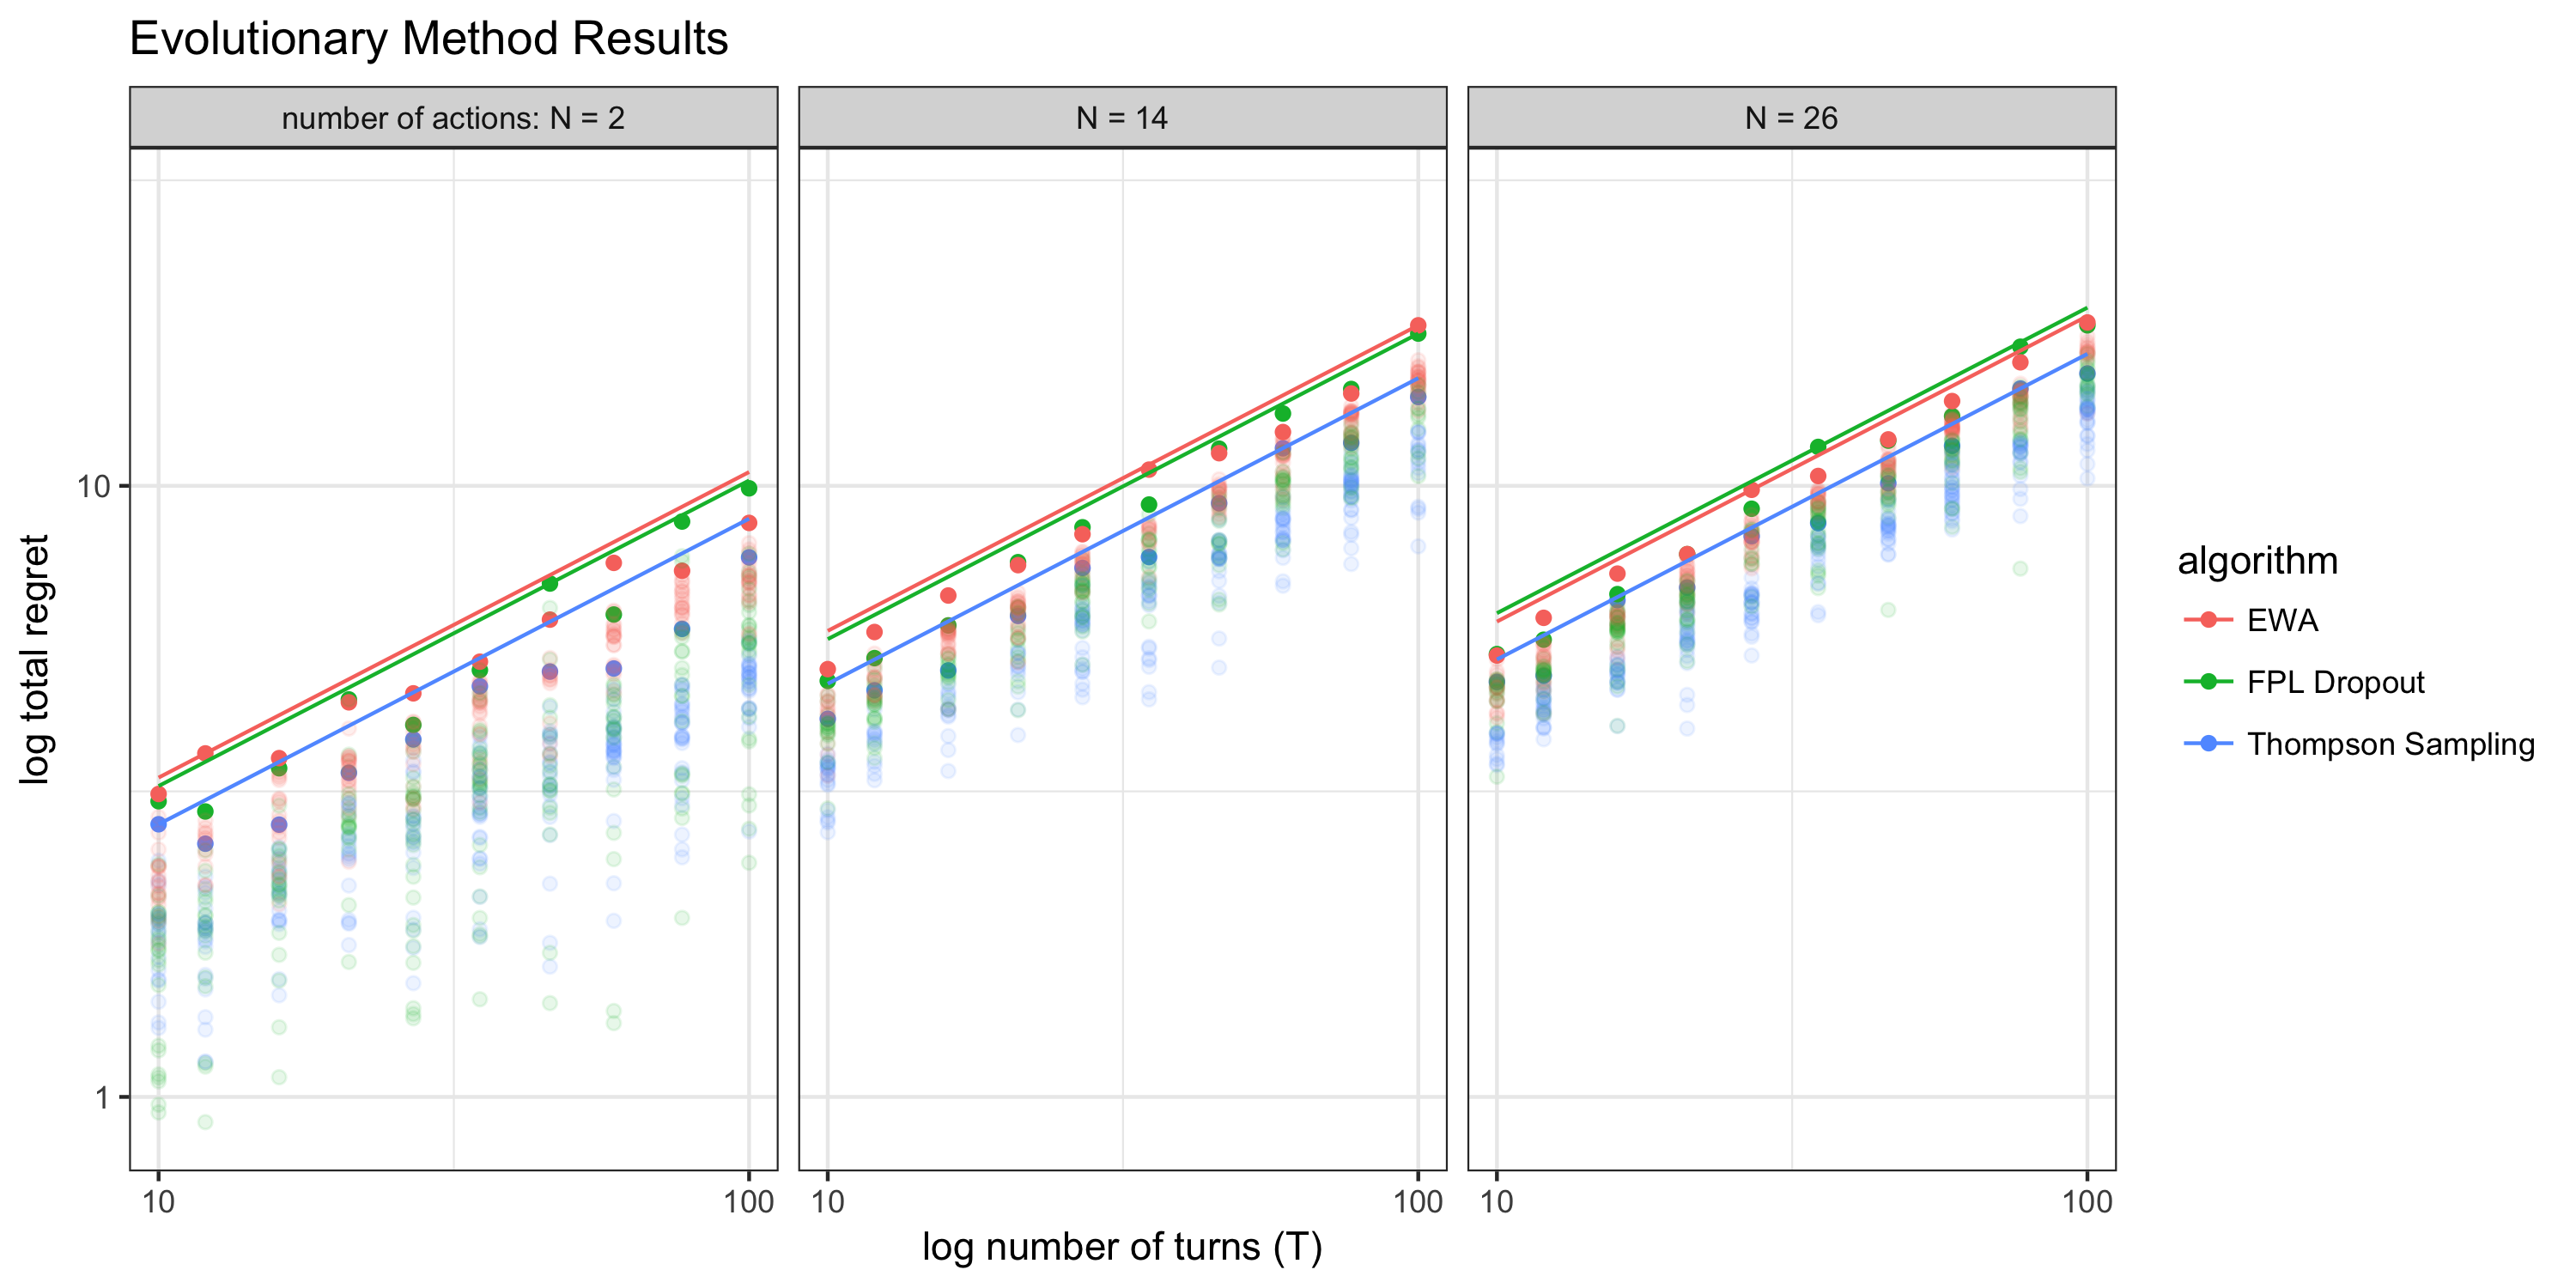 Evolutionary Method Results
number of actions: N = 2
N = 14
N = 26
log total regret
10
1
10
100
10
100
10
100
log number of turns (T)
algorithm
EWA
FPL Dropout
Thompson Sampling